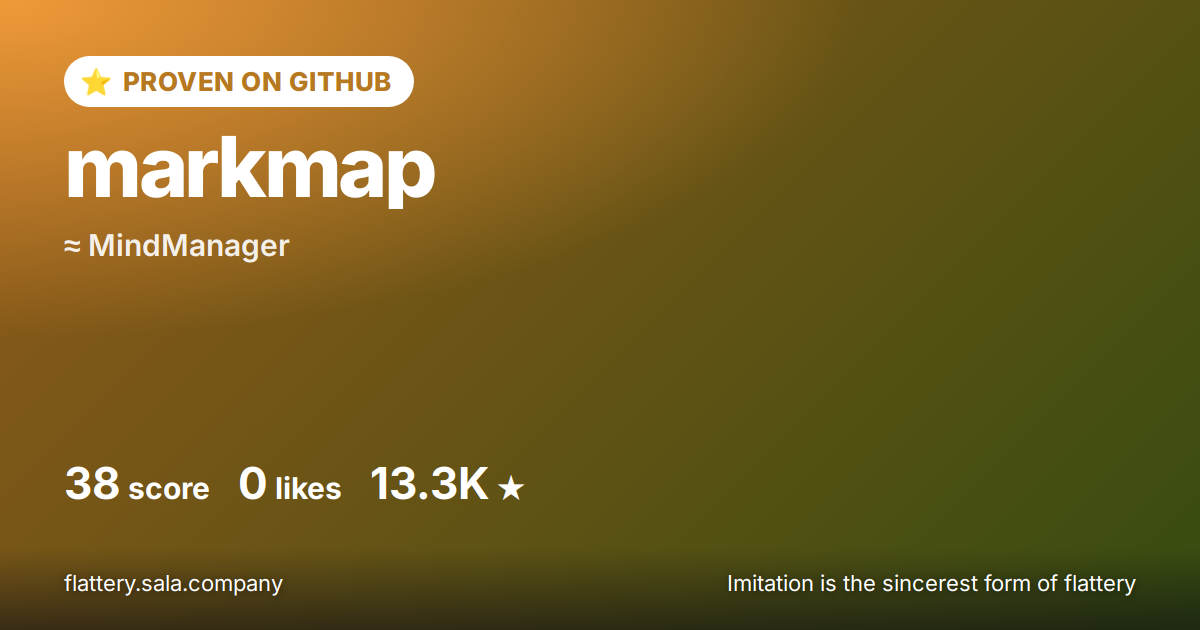 ⭐ PROVEN ON GITHUB
markmap
≈ MindManager
38 score 0 likes 13.3K ★
flattery.sala.company
Imitation is the sincerest form of flattery